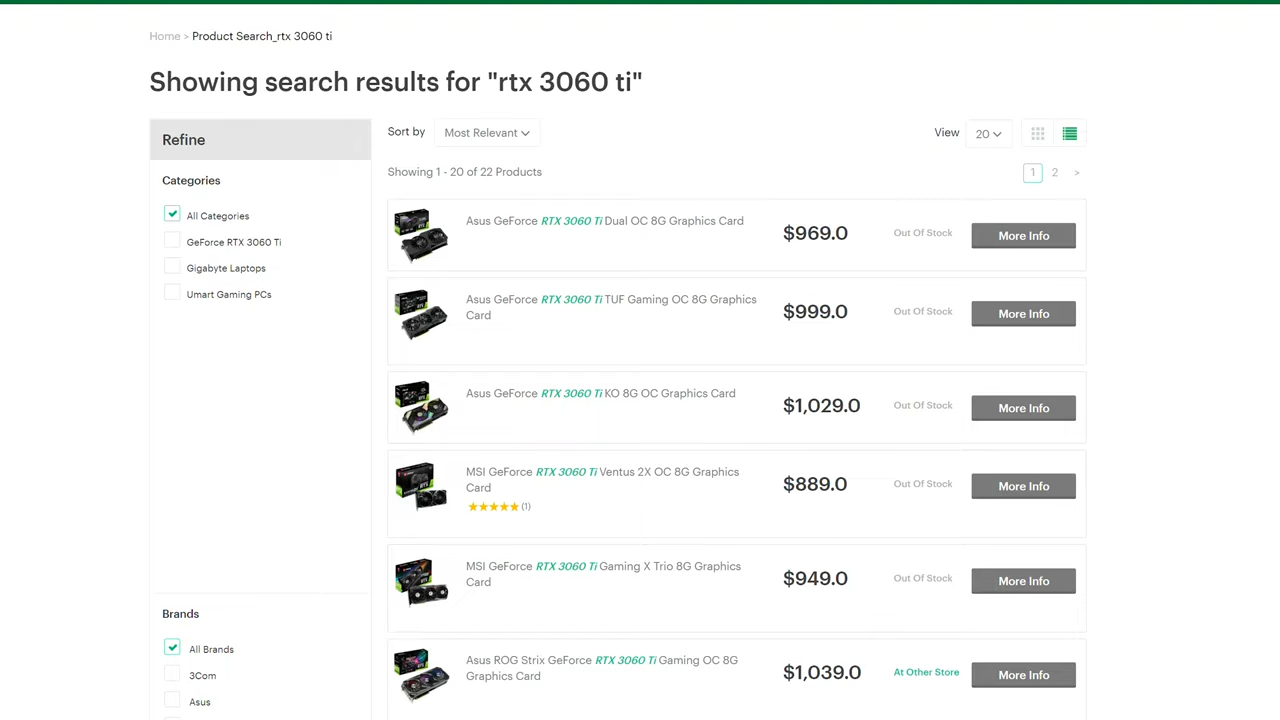 Home > Product Search_rtx 3060 ti
Showing search results for "rtx 3060 ti"
Refine
Categories
All Categories
GeForce RTX 3060 Ti
Gigabyte Laptops
Umart Gaming PCs
Brands
All Brands
3Com
Asus
Sort by Most Relevant
View 20
Showing 1 - 20 of 22 Products
1 2 >
Asus GeForce RTX 3060 Ti Dual OC 8G Graphics Card
$969.0
Out Of Stock
More Info
Asus GeForce RTX 3060 Ti TUF Gaming OC 8G Graphics
Card
$999.0
Out Of Stock
More Info
Asus GeForce RTX 3060 Ti KO 8G OC Graphics Card
$1,029.0
Out Of Stock
More Info
MSI GeForce RTX 3060 Ti Ventus 2X OC 8G Graphics
Card
(1)
$889.0
Out Of Stock
More Info
MSI GeForce RTX 3060 Ti Gaming X Trio 8G Graphics
Card
$949.0
Out Of Stock
More Info
Asus ROG Strix GeForce RTX 3060 Ti Gaming OC 8G
Graphics Card
$1,039.0
At Other Store
More Info